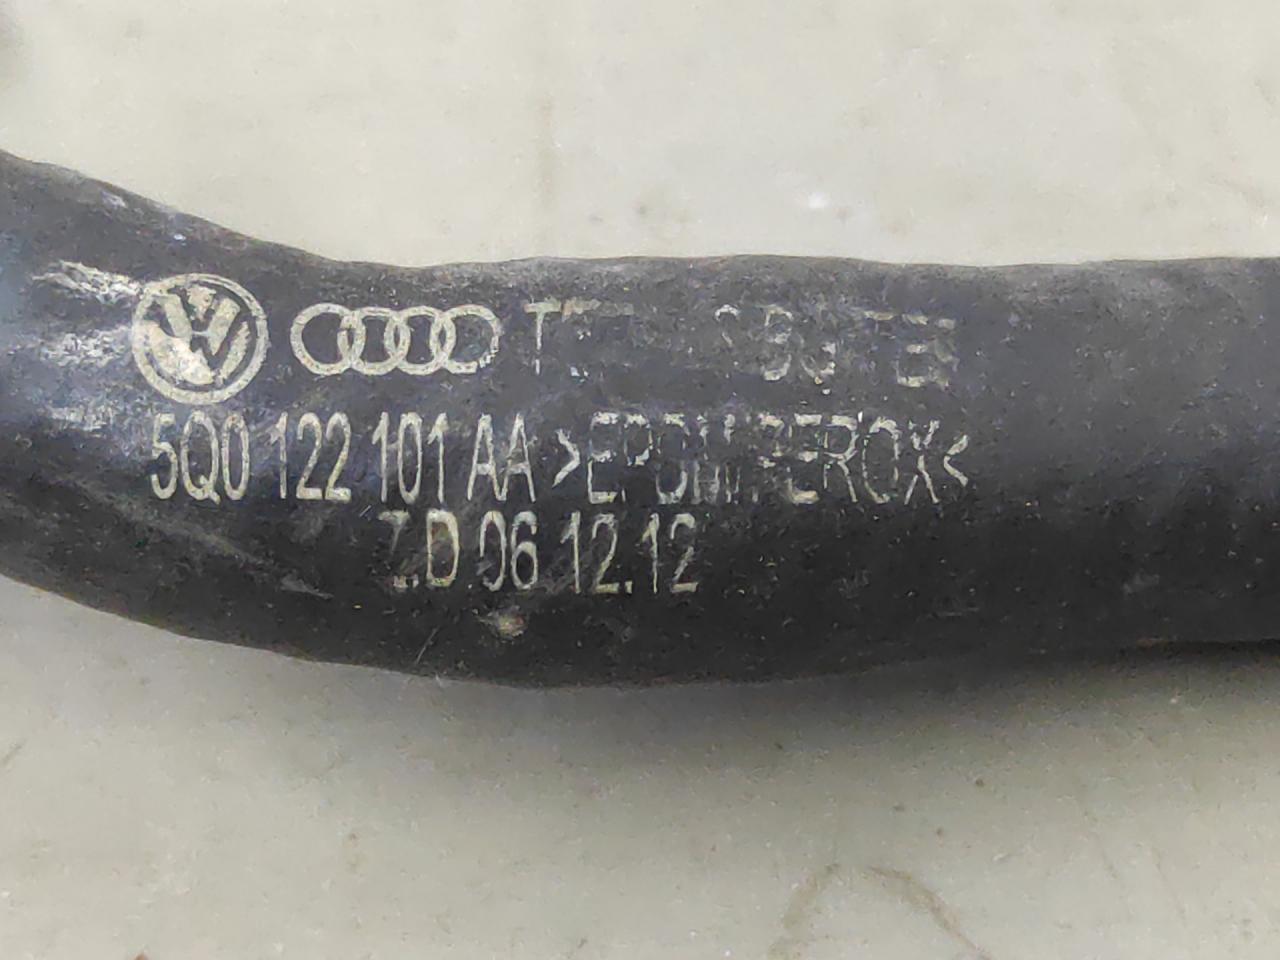 5Q0 122 101 AA >EPDM/PEROX<
Z.D 06 12.12